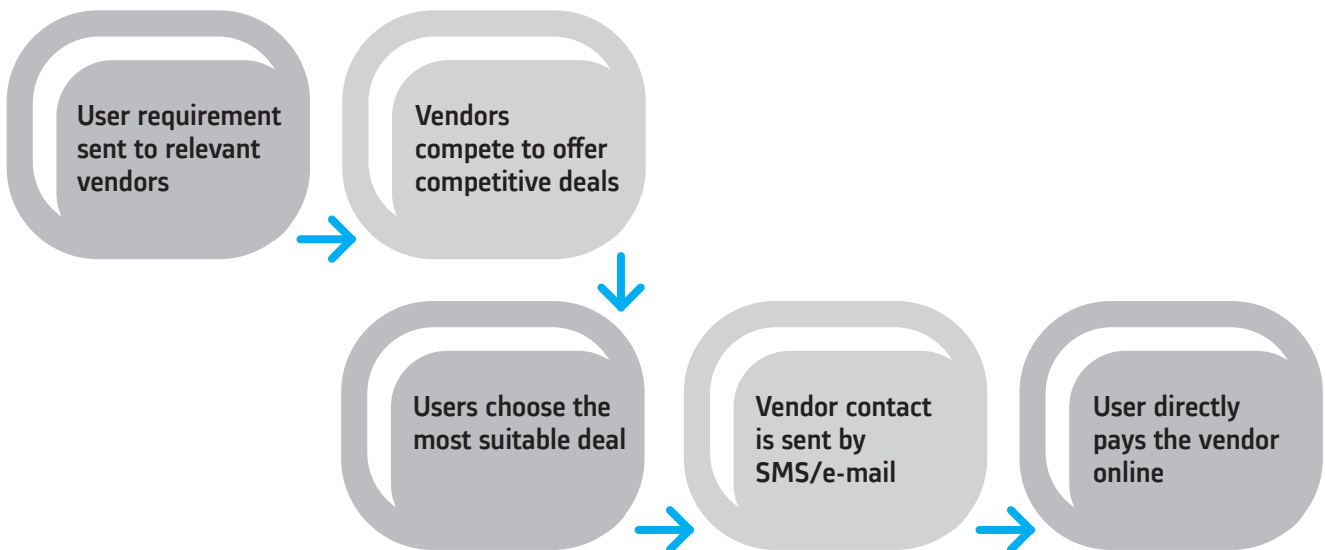 User requirement
sent to relevant
vendors
Vendors
compete to offer
competitive deals
Users choose the
most suitable deal
Vendor contact
is sent by
SMS/e-mail
User directly
pays the vendor
online